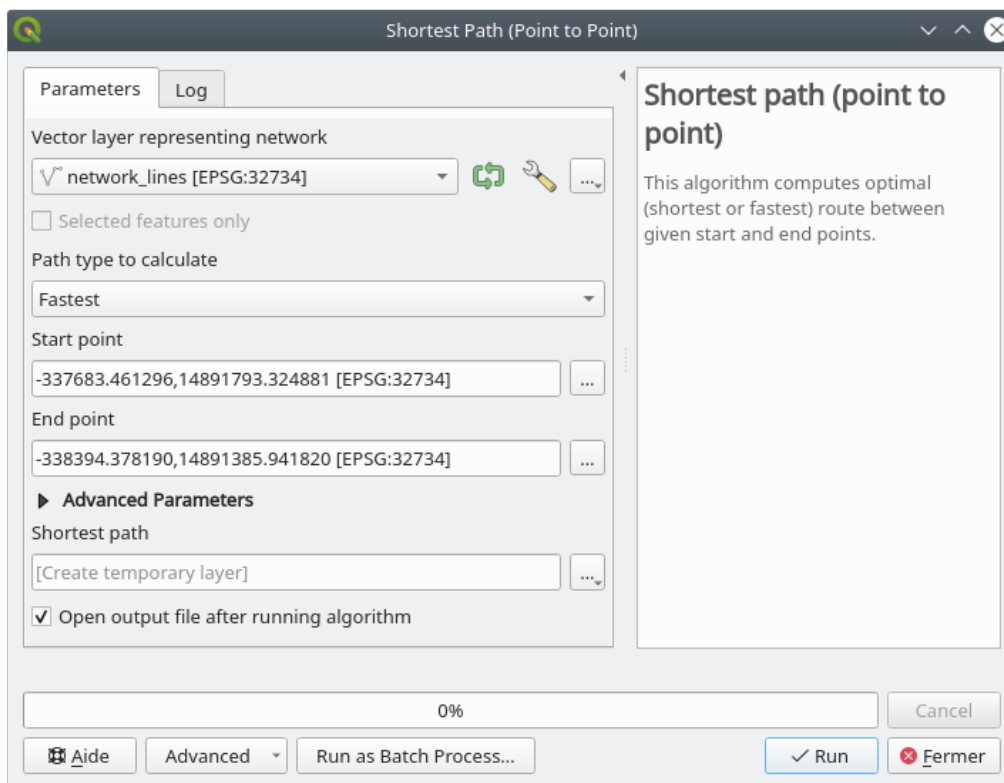 Shortest Path (Point to Point)
Parameters
Log
Vector layer representing network
network_lines [EPSG:32734]
...
Selected features only
Path type to calculate
Fastest
Start point
-337683.461296,14891793.324881 [EPSG:32734]
...
End point
-338394.378190,14891385.941820 [EPSG:32734]
...
Advanced Parameters
Shortest path
[Create temporary layer]
...
Open output file after running algorithm
Shortest path (point to
point)
This algorithm computes optimal
(shortest or fastest) route between
given start and end points.
0%
Cancel
Aide
Advanced
Run as Batch Process...
Run
Fermer